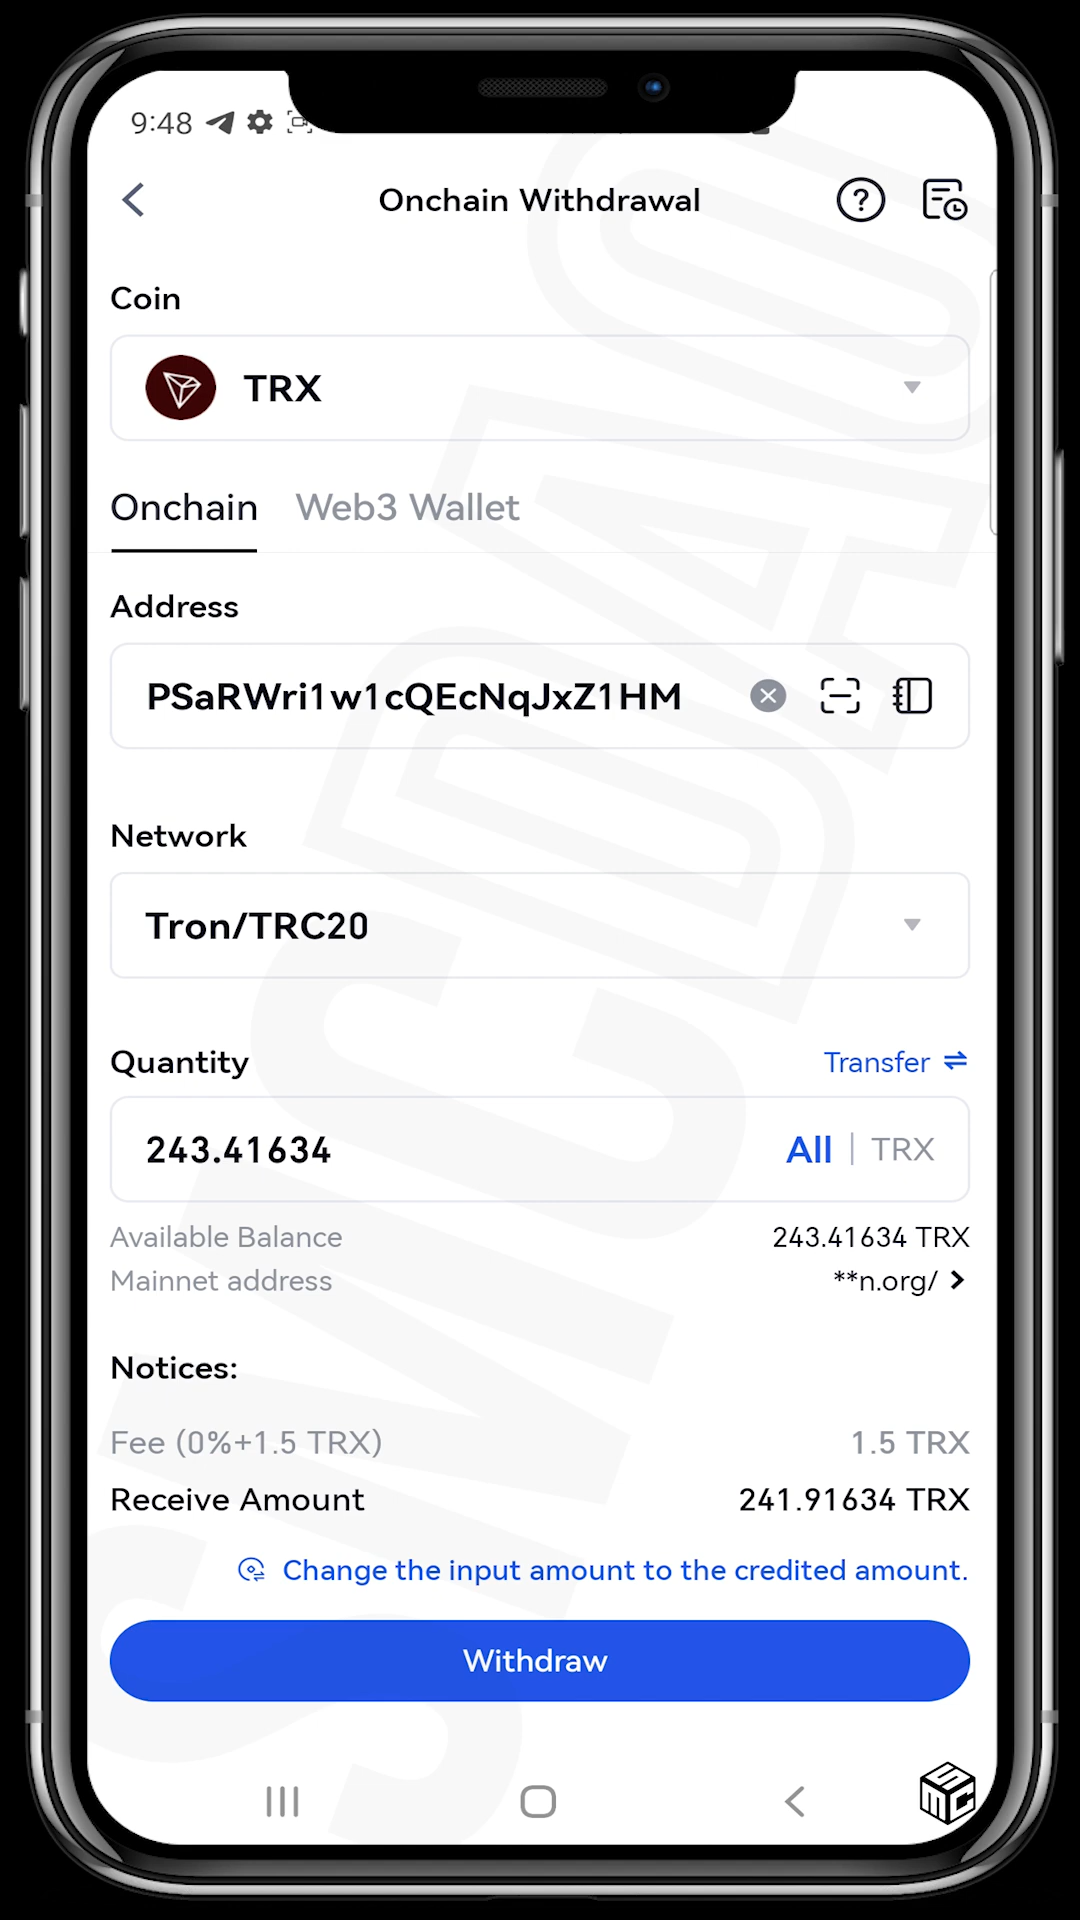 9:48
Onchain Withdrawal
Coin
TRX
Onchain Web3 Wallet
Address
PSaRWri1w1cQEcNqJxZ1HM
Network
Tron/TRC20
Quantity Transfer
243.41634 All | TRX
Available Balance 243.41634 TRX
Mainnet address **n.org/
Notices:
Fee (0%+1.5 TRX) 1.5 TRX
Receive Amount 241.91634 TRX
Change the input amount to the credited amount.
Withdraw
SMCDAO
SMC